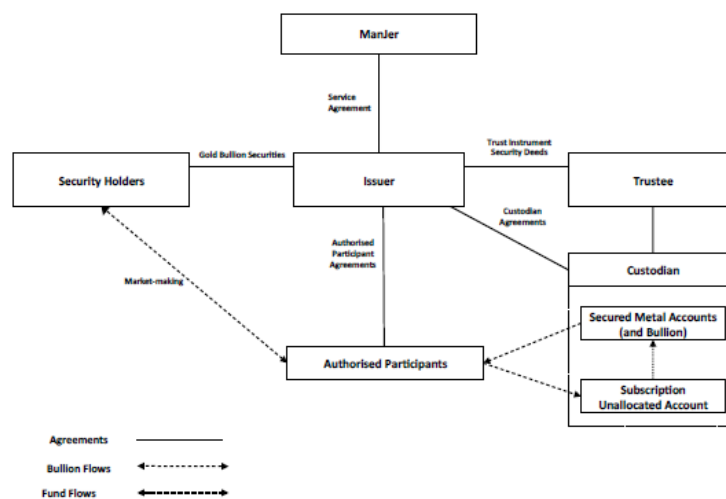 ManJer
Service
Agreement
Gold Bullion Securities
Trust Instrument
Security Deeds
Security Holders
Issuer
Trustee
Custodian
Agreements
Authorised
Participant
Agreements
Custodian
Market-making
Secured Metal Accounts
(and Bullion)
Authorised Participants
Subscription
Unallocated Account
Agreements
Bullion Flows
Fund Flows